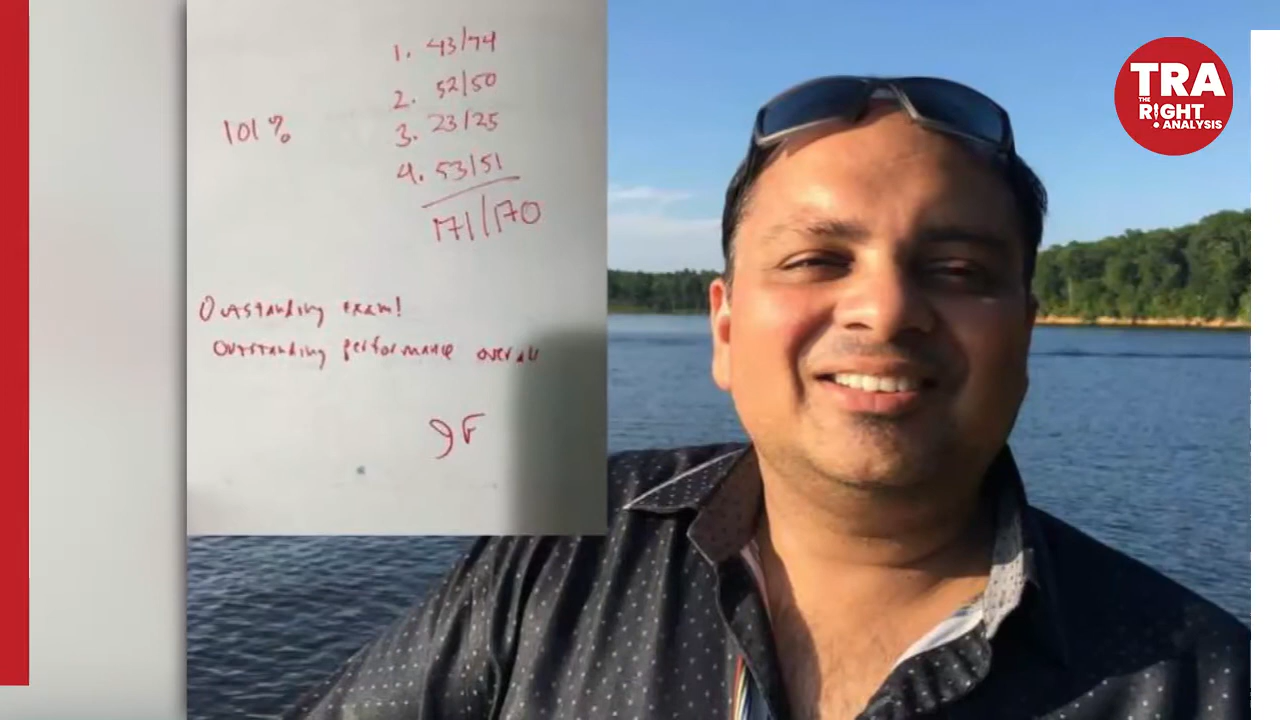 1. 43/44
2. 52/50
101%
3. 23/25
4. 53/51
171/170
Outstanding exam!
Outstanding performance overall
TRA
THE
RIGHT
ANALYSIS